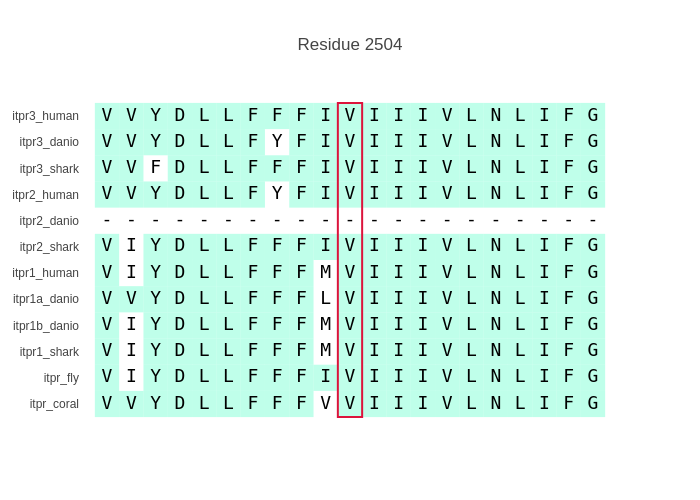 Residue 2504
itpr3_human V V Y D L L F F F I V I I I V L N L I F G
itpr3_danio V V Y D L L F Y F I V I I I V L N L I F G
itpr3_shark V V F D L L F F F I V I I I V L N L I F G
itpr2_human V V Y D L L F Y F I V I I I V L N L I F G
itpr2_danio - - - - - - - - - - - - - - - - - - - - -
itpr2_shark V I Y D L L F F F I V I I I V L N L I F G
itpr1_human V I Y D L L F F F M V I I I V L N L I F G
itpr1a_danio V V Y D L L F F F L V I I I V L N L I F G
itpr1b_danio V I Y D L L F F F M V I I I V L N L I F G
itpr1_shark V I Y D L L F F F M V I I I V L N L I F G
itpr_fly V I Y D L L F F F I V I I I V L N L I F G
itpr_coral V V Y D L L F F F V V I I I V L N L I F G